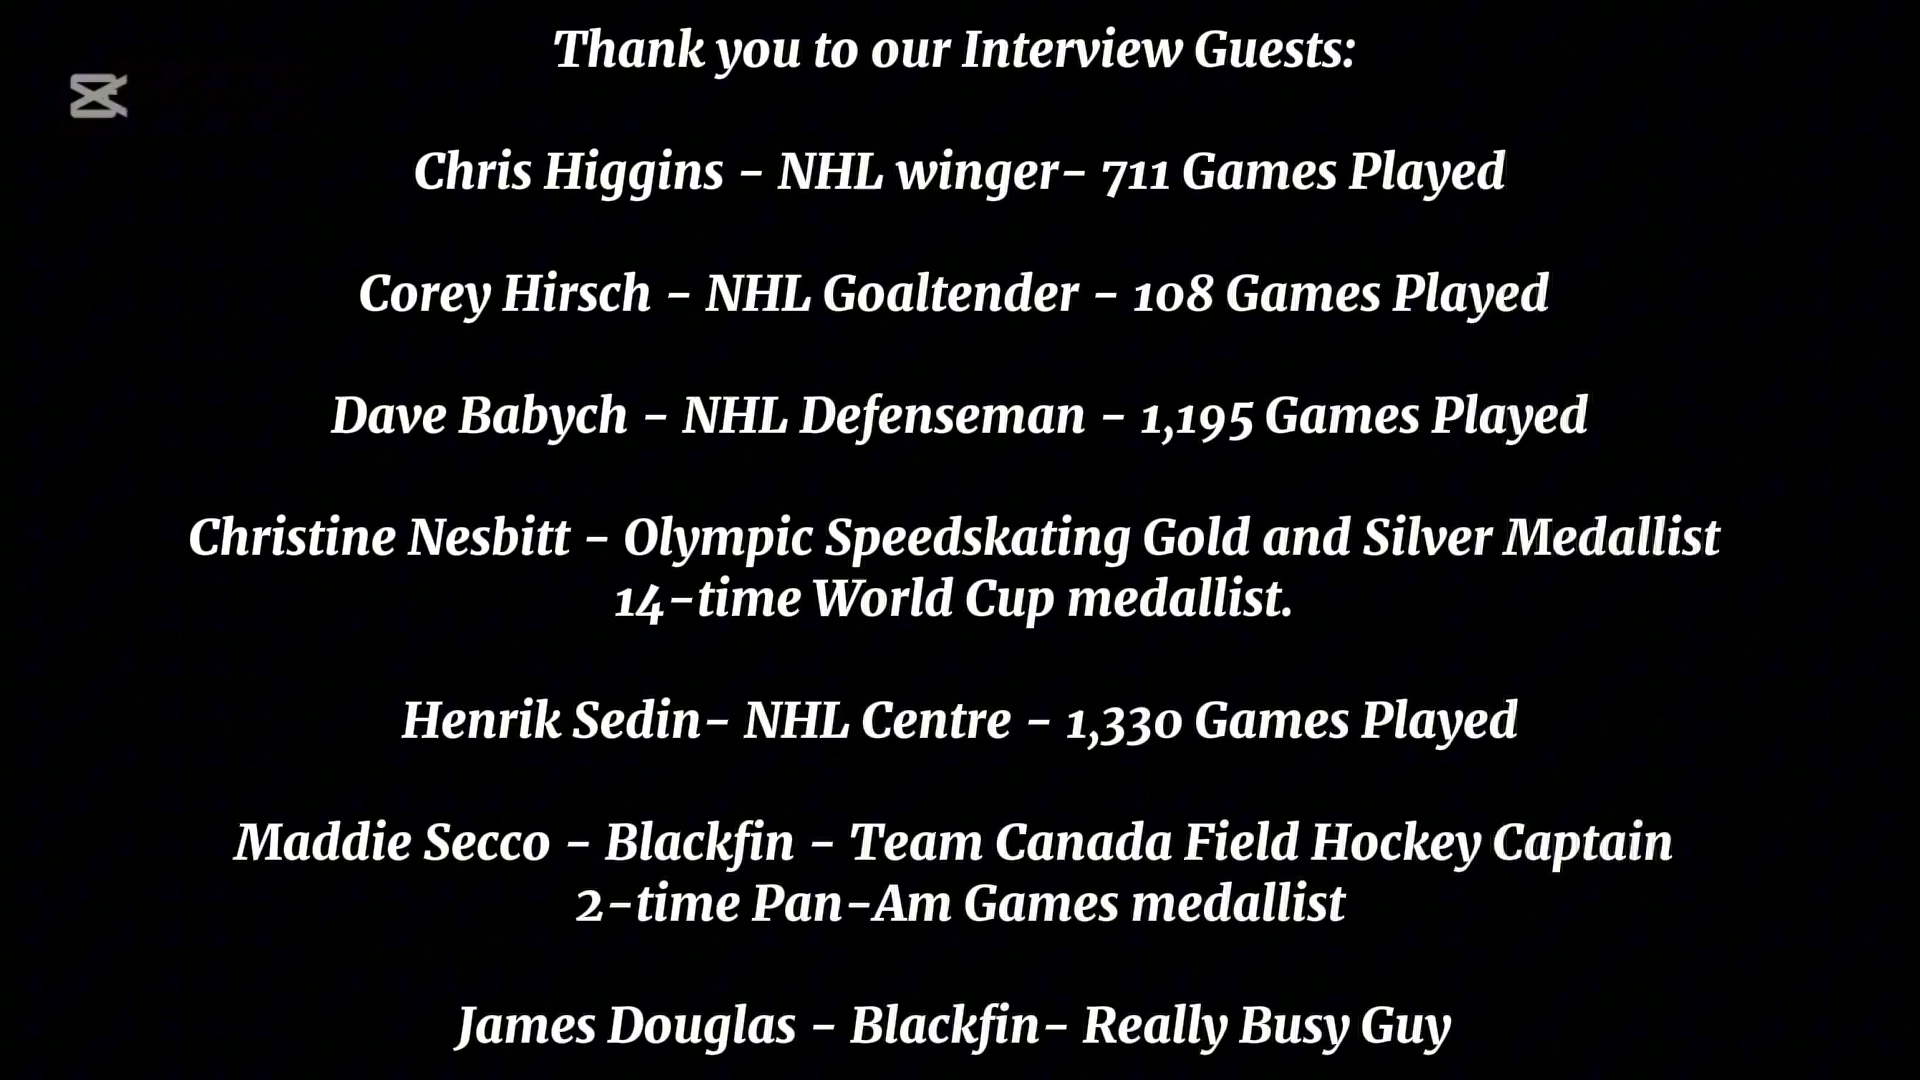 Thank you to our Interview Guests:
Chris Higgins - NHL winger- 711 Games Played
Corey Hirsch - NHL Goaltender - 108 Games Played
Dave Babych - NHL Defenseman - 1,195 Games Played
Christine Nesbitt - Olympic Speedskating Gold and Silver Medallist
14-time World Cup medallist.
Henrik Sedin- NHL Centre - 1,330 Games Played
Maddie Secco - Blackfin - Team Canada Field Hockey Captain
2-time Pan-Am Games medallist
James Douglas - Blackfin- Really Busy Guy